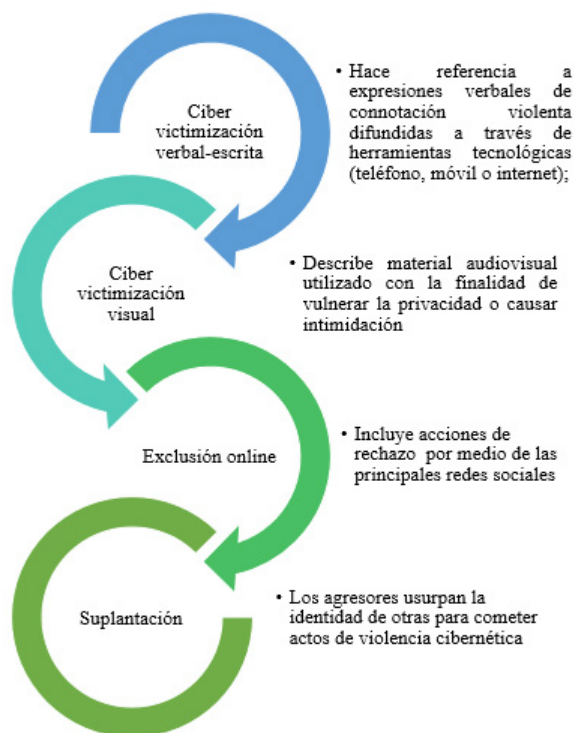 Ciber
victimización
verbal-escrita
• Hace referencia a
expresiones verbales de
connotación violenta
difundidas a través de
herramientas tecnológicas
(teléfono, móvil o internet);
Ciber
victimización
visual
• Describe material audiovisual
utilizado con la finalidad de
vulnerar la privacidad o causar
intimidación
Exclusión online
• Incluye acciones de
rechazo por medio de las
principales redes sociales
Suplantación
• Los agresores usurpan la
identidad de otras para cometer
actos de violencia cibernética